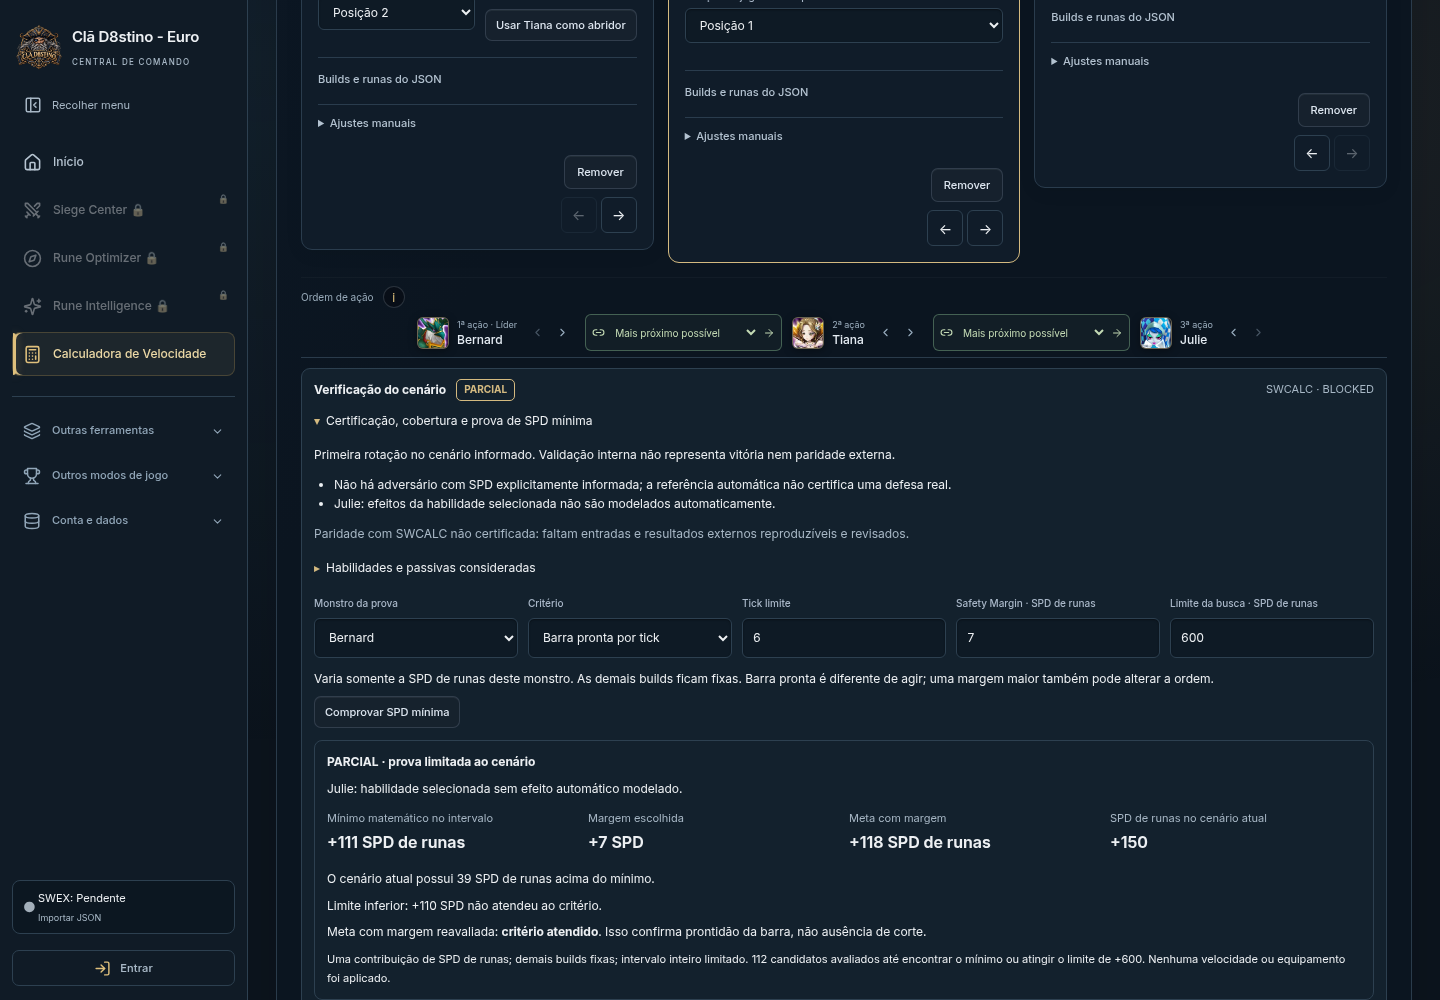 Clã D8stino - Euro
CENTRAL DE COMANDO
Recolher menu
Início
Siege Center
Rune Optimizer
Rune Intelligence
Calculadora de Velocidade
Outras ferramentas
Outros modos de jogo
Conta e dados
SWEX: Pendente
Importar JSON
Entrar
Posição 2
Usar Tiana como abridor
Builds e runas do JSON
Ajustes manuais
Remover
← →
Posição 1
Builds e runas do JSON
Ajustes manuais
Remover
← →
Builds e runas do JSON
Ajustes manuais
Remover
← →
Ordem de ação i
1ª ação · Líder
Bernard
Mais próximo possível →
2ª ação
Tiana
Mais próximo possível →
3ª ação
Julie
Verificação do cenário PARCIAL SWCALC · BLOCKED
Certificação, cobertura e prova de SPD mínima
Primeira rotação no cenário informado. Validação interna não representa vitória nem paridade externa.
• Não há adversário com SPD explicitamente informada; a referência automática não certifica uma defesa real.
• Julie: efeitos da habilidade selecionada não são modelados automaticamente.
Paridade com SWCALC não certificada: faltam entradas e resultados externos reproduzíveis e revisados.
Habilidades e passivas consideradas
Monstro da prova Critério Tick limite Safety Margin · SPD de runas Limite da busca · SPD de runas
Bernard Barra pronta por tick 6 7 600
Varia somente a SPD de runas deste monstro. As demais builds ficam fixas. Barra pronta é diferente de agir; uma margem maior também pode alterar a ordem.
Comprovar SPD mínima
PARCIAL · prova limitada ao cenário
Julie: habilidade selecionada sem efeito automático modelado.
Mínimo matemático no intervalo Margem escolhida Meta com margem SPD de runas no cenário atual
+111 SPD de runas +7 SPD +118 SPD de runas +150
O cenário atual possui 39 SPD de runas acima do mínimo.
Limite inferior: +110 SPD não atendeu ao critério.
Meta com margem reavaliada: critério atendido. Isso confirma prontidão da barra, não ausência de corte.
Uma contribuição de SPD de runas; demais builds fixas; intervalo inteiro limitado. 112 candidatos avaliados até encontrar o mínimo ou atingir o limite de +600. Nenhuma velocidade ou equipamento
foi aplicado.